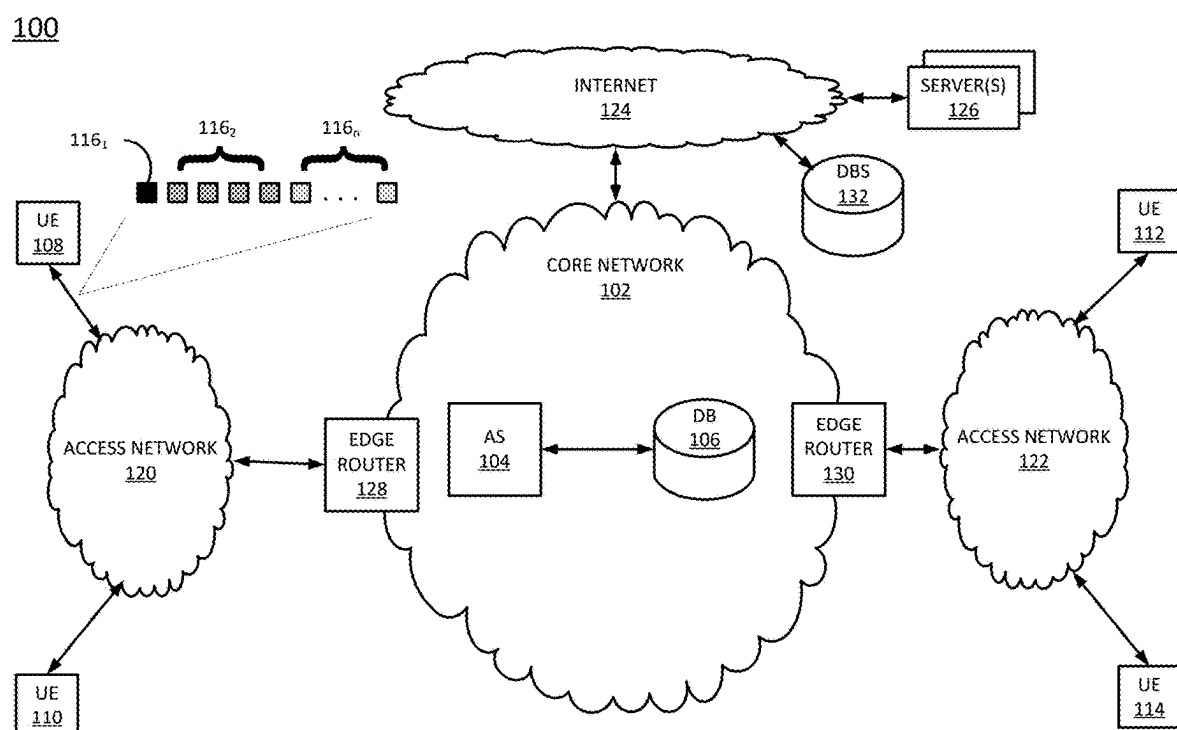 100
INTERNET
124
SERVER(S)
126
116₁
116₂
116ₙ
. . .
DBS
132
UE
108
UE
112
CORE NETWORK
102
ACCESS NETWORK
120
EDGE
ROUTER
128
AS
104
DB
106
EDGE
ROUTER
130
ACCESS NETWORK
122
UE
110
UE
114